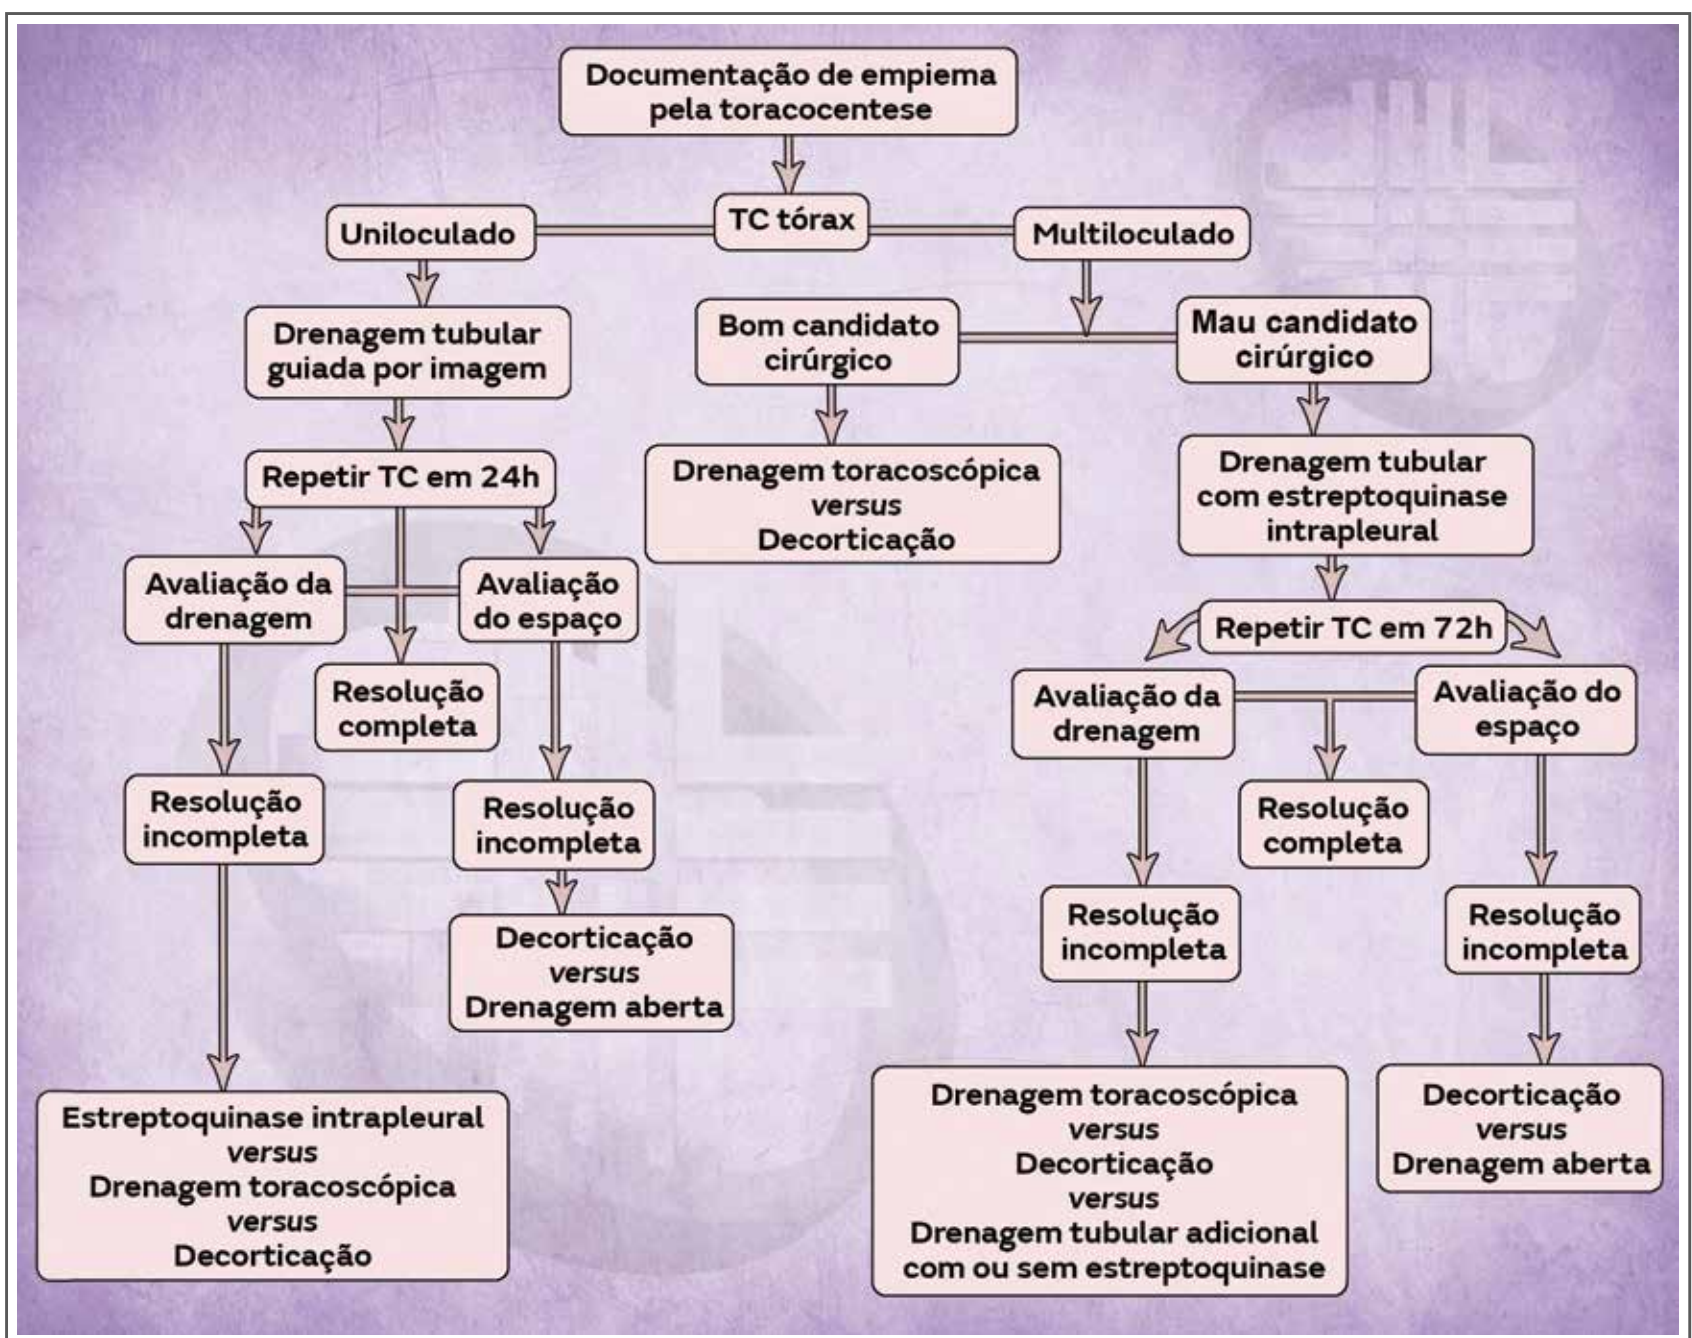 Documentação de empiema
pela toracocentese
TC tórax
Uniloculado
Multiloculado
Drenagem tubular
guiada por imagem
Repetir TC em 24h
Avaliação da
drenagem
Avaliação
do espaço
Resolução
completa
Resolução
incompleta
Resolução
incompleta
Decorticação
versus
Drenagem aberta
Estreptoquinase intrapleural
versus
Drenagem toracoscópica
versus
Decorticação
Bom candidato
cirúrgico
Mau candidato
cirúrgico
Drenagem toracoscópica
versus
Decorticação
Drenagem tubular
com estreptoquinase
intrapleural
Repetir TC em 72h
Avaliação da
drenagem
Avaliação do
espaço
Resolução
completa
Resolução
incompleta
Resolução
incompleta
Drenagem toracoscópica
versus
Decorticação
versus
Drenagem tubular adicional
com ou sem estreptoquinase
Decorticação
versus
Drenagem aberta